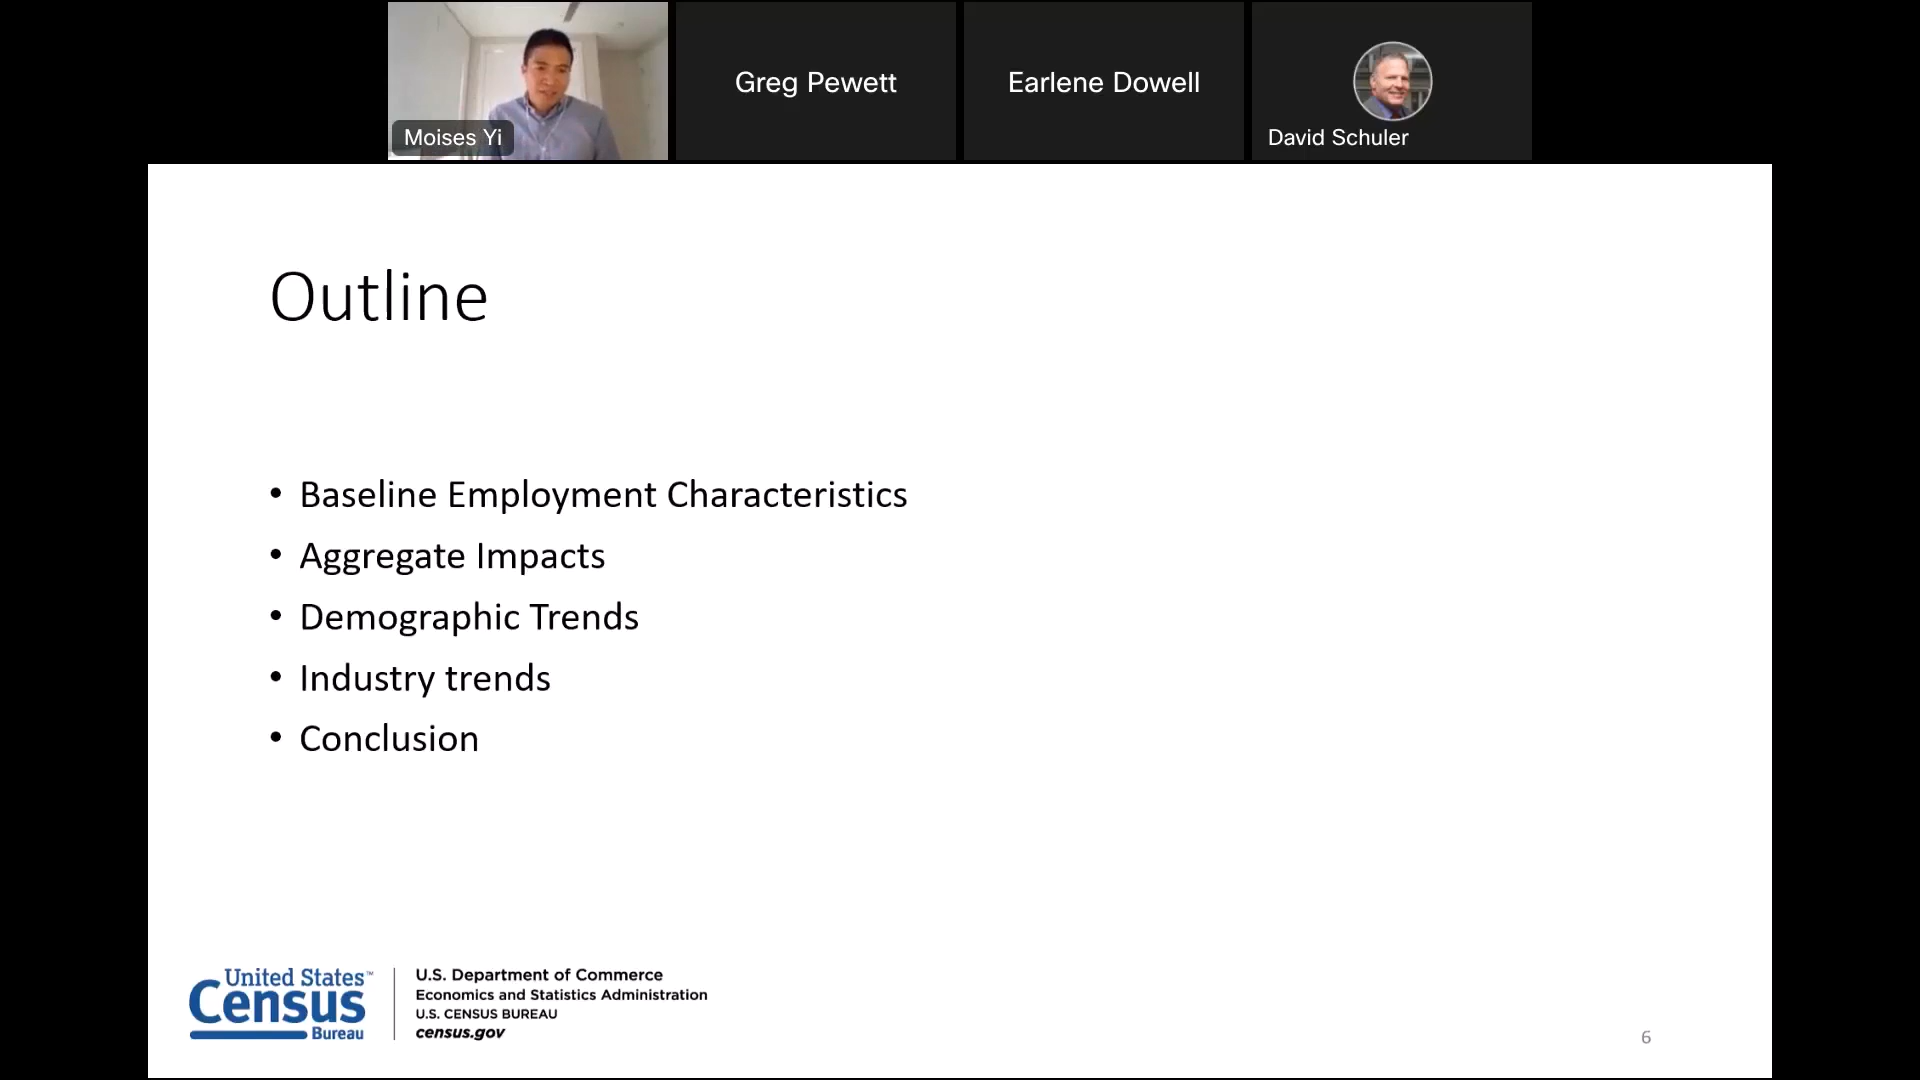 Moises Yi
Greg Pewett
Earlene Dowell
David Schuler
Outline
• Baseline Employment Characteristics
• Aggregate Impacts
• Demographic Trends
• Industry trends
• Conclusion
United States™
Census
Bureau
U.S. Department of Commerce
Economics and Statistics Administration
U.S. CENSUS BUREAU
census.gov
6